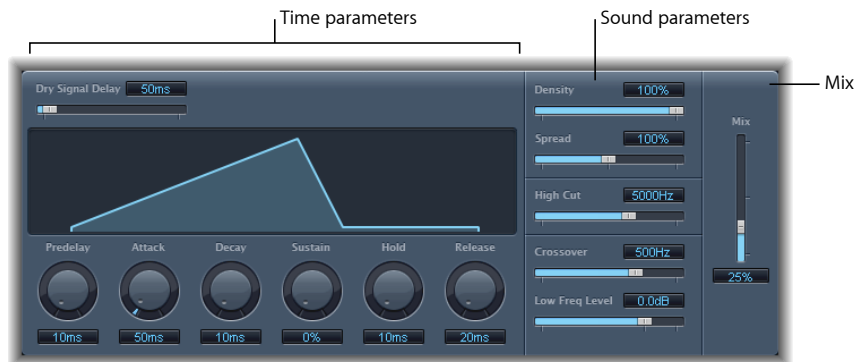 Time parameters
Sound parameters
Mix
Dry Signal Delay 50ms
Density 100%
Spread 100%
High Cut 5000Hz
Crossover 500Hz
Low Freq Level 0.0dB
Mix
25%
Predelay Attack Decay Sustain Hold Release
10ms 50ms 10ms 0% 10ms 20ms